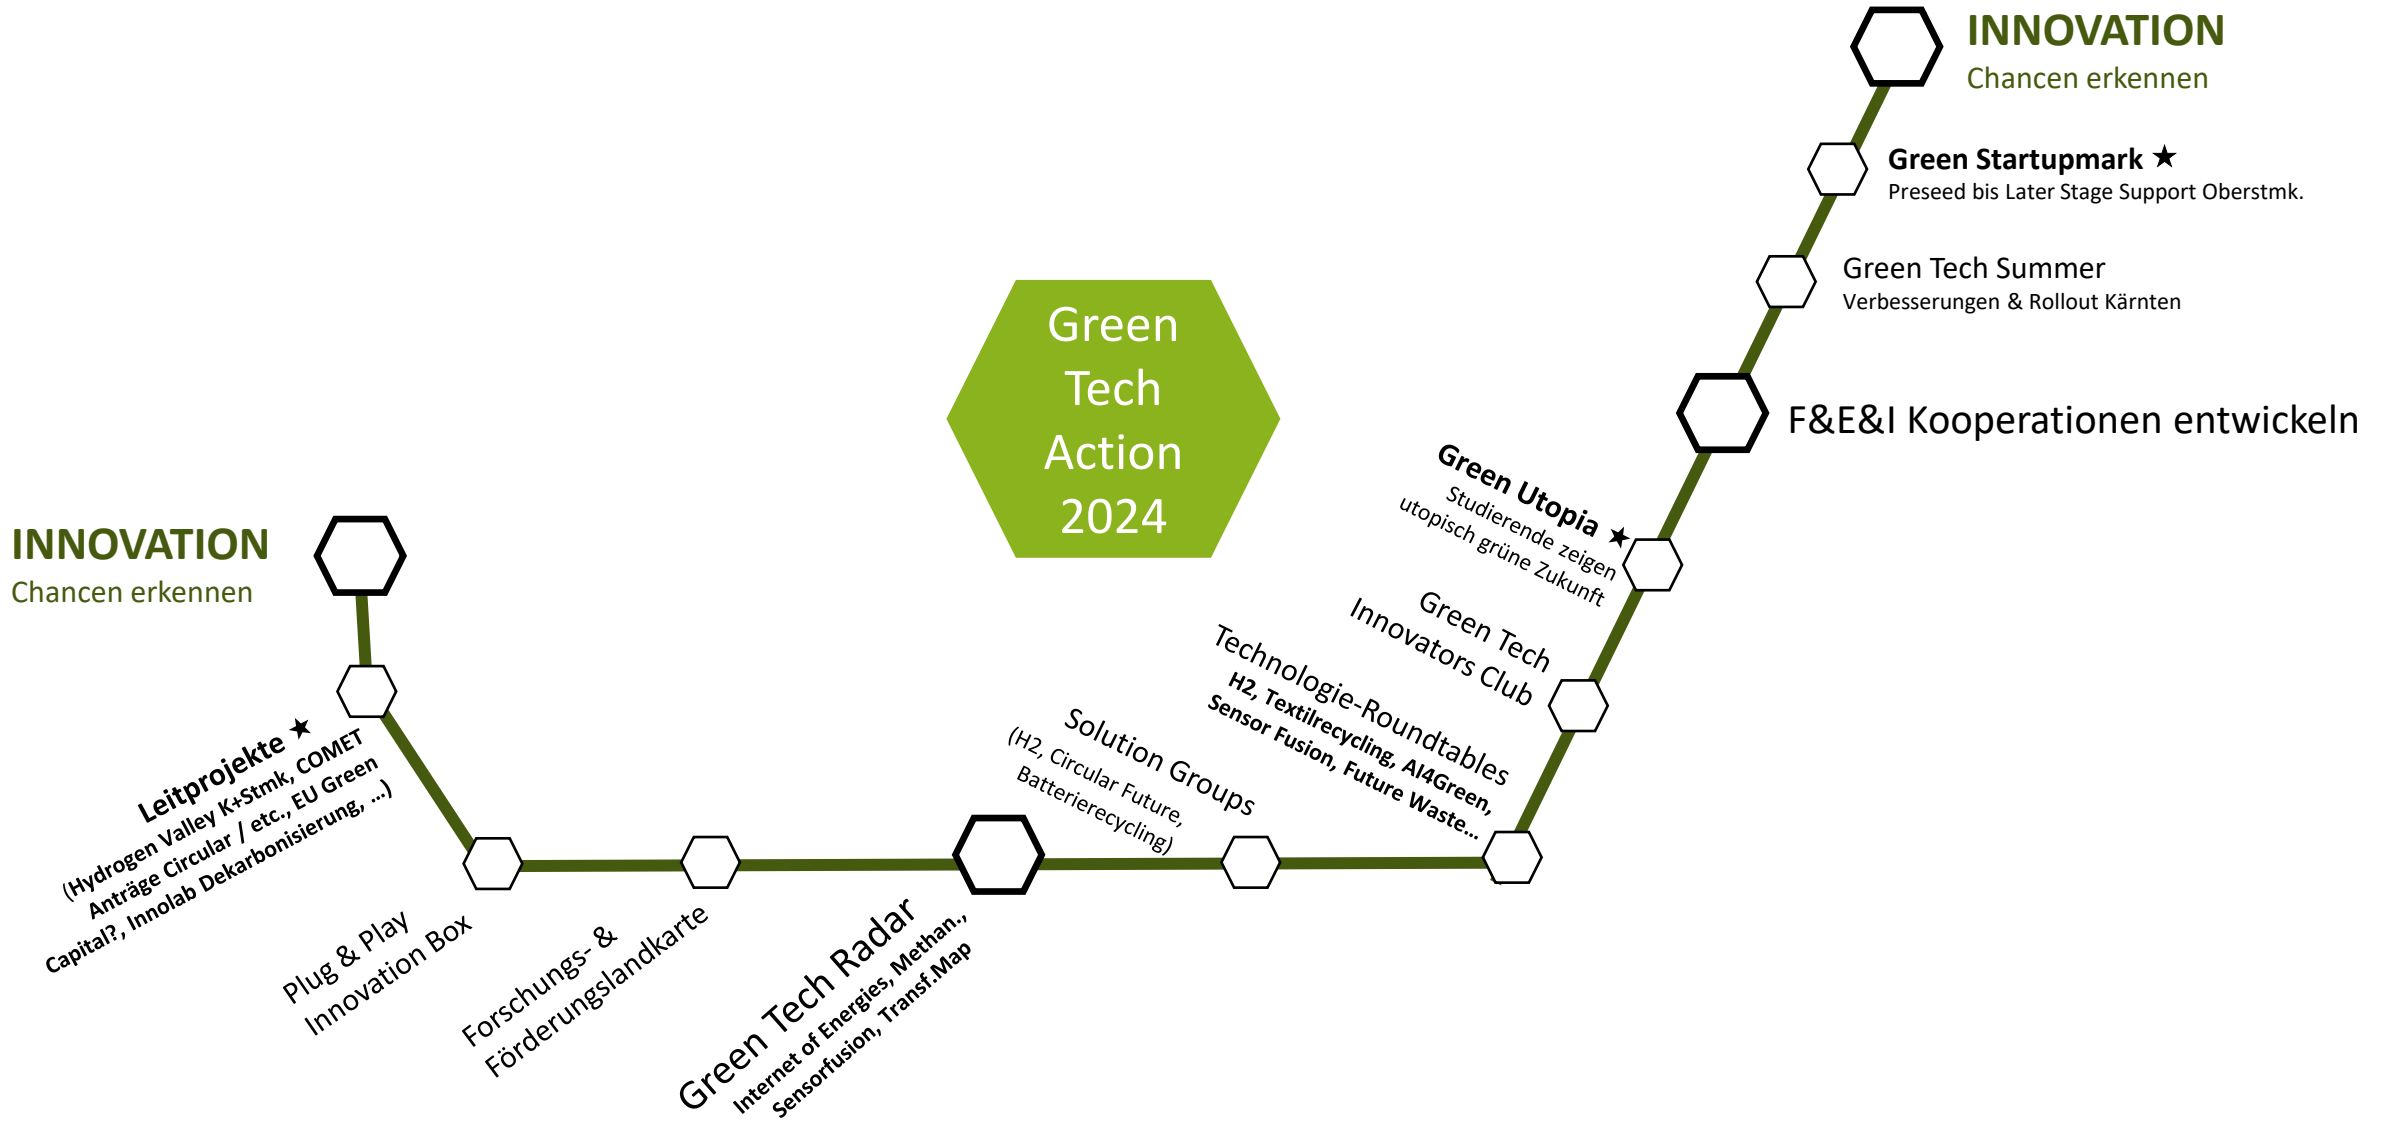 INNOVATION
Chancen erkennen
Green Startupmark ★
Preseed bis Later Stage Support Oberstmk.
Green Tech Summer
Verbesserungen & Rollout Kärnten
F&E&I Kooperationen entwickeln
Green
Tech
Action
2024
Green Utopia ★
Studierende zeigen
utopisch grüne Zukunft
Green Tech
Innovators Club
Technologie-Roundtables
H2, Textilrecycling, AI4Green,
Sensor Fusion, Future Waste...
Solution Groups
(H2, Circular Future,
Batterierecycling)
INNOVATION
Chancen erkennen
Leitprojekte ★
(Hydrogen Valley K+Stmk, COMET
Anträge Circular / etc., EU Green
Capital?, Innolab Dekarbonisierung, ...)
Plug & Play
Innovation Box
Forschungs- &
Förderungslandkarte
Green Tech Radar
Internet of Energies, Methan.,
Sensorfusion, Transf.Map